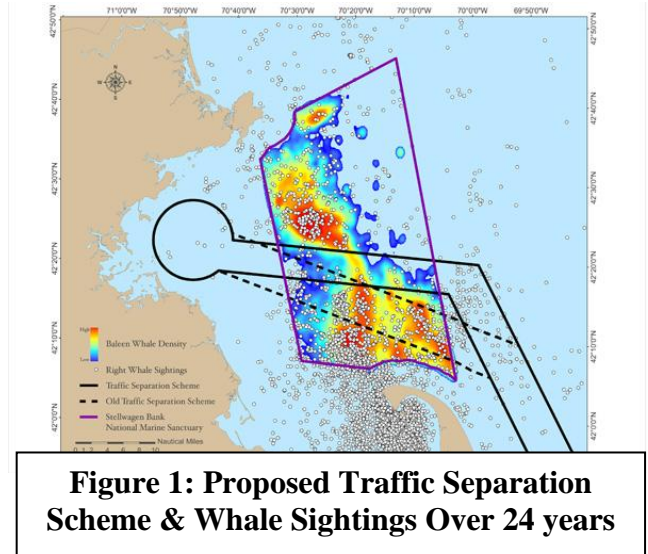 71°0'0"W 70°50'0"W 70°40'0"W 70°30'0"W 70°20'0"W 70°10'0"W 70°0'0"W 69°50'0"W
42°50'0"N
42°40'0"N
42°30'0"N
42°20'0"N
42°10'0"N
42°0'0"N
High
Baleen Whale Density
Low
Right Whale Sightings
Traffic Separation Scheme
Old Traffic Separation Scheme
Stellwagen Bank
National Marine Sanctuary
Nautical Miles
Figure 1: Proposed Traffic Separation
Scheme & Whale Sightings Over 24 years